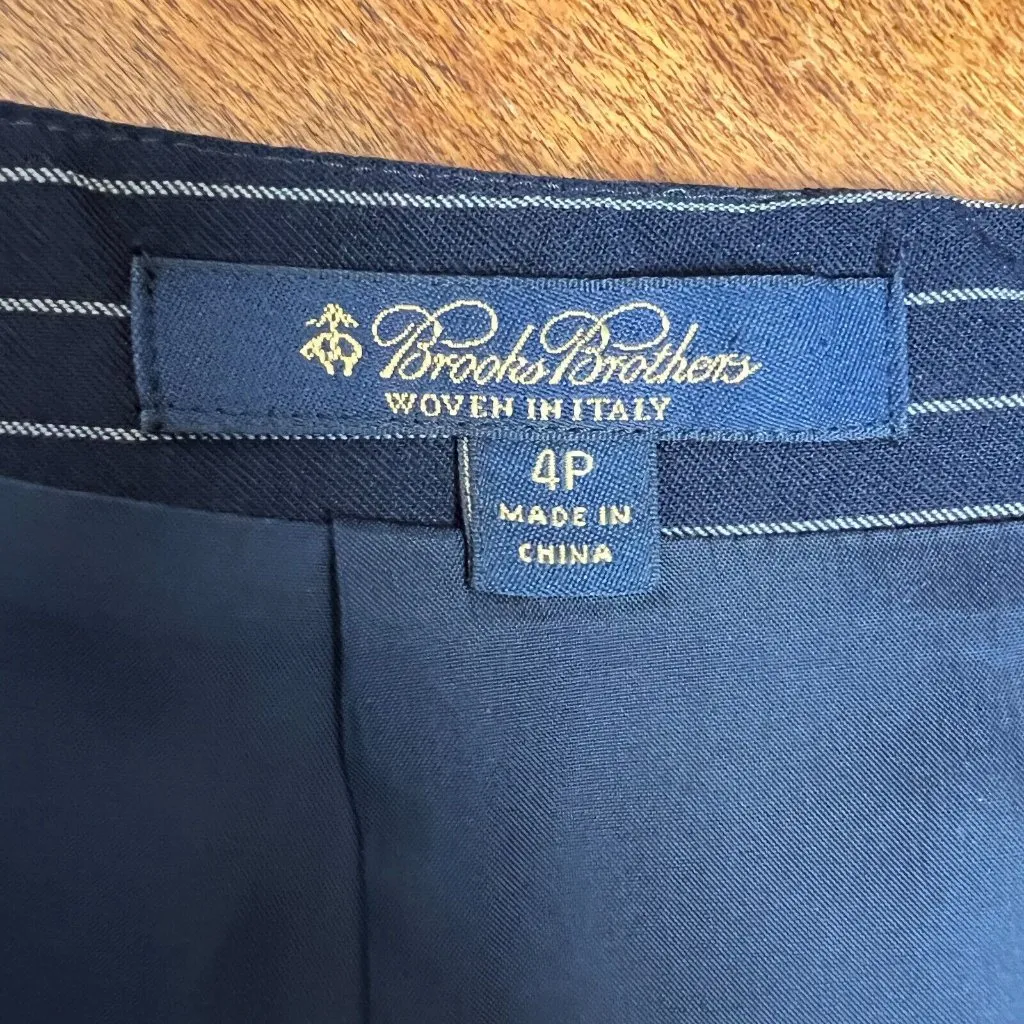 Brooks Brothers
WOVEN IN ITALY
4P
MADE IN
CHINA